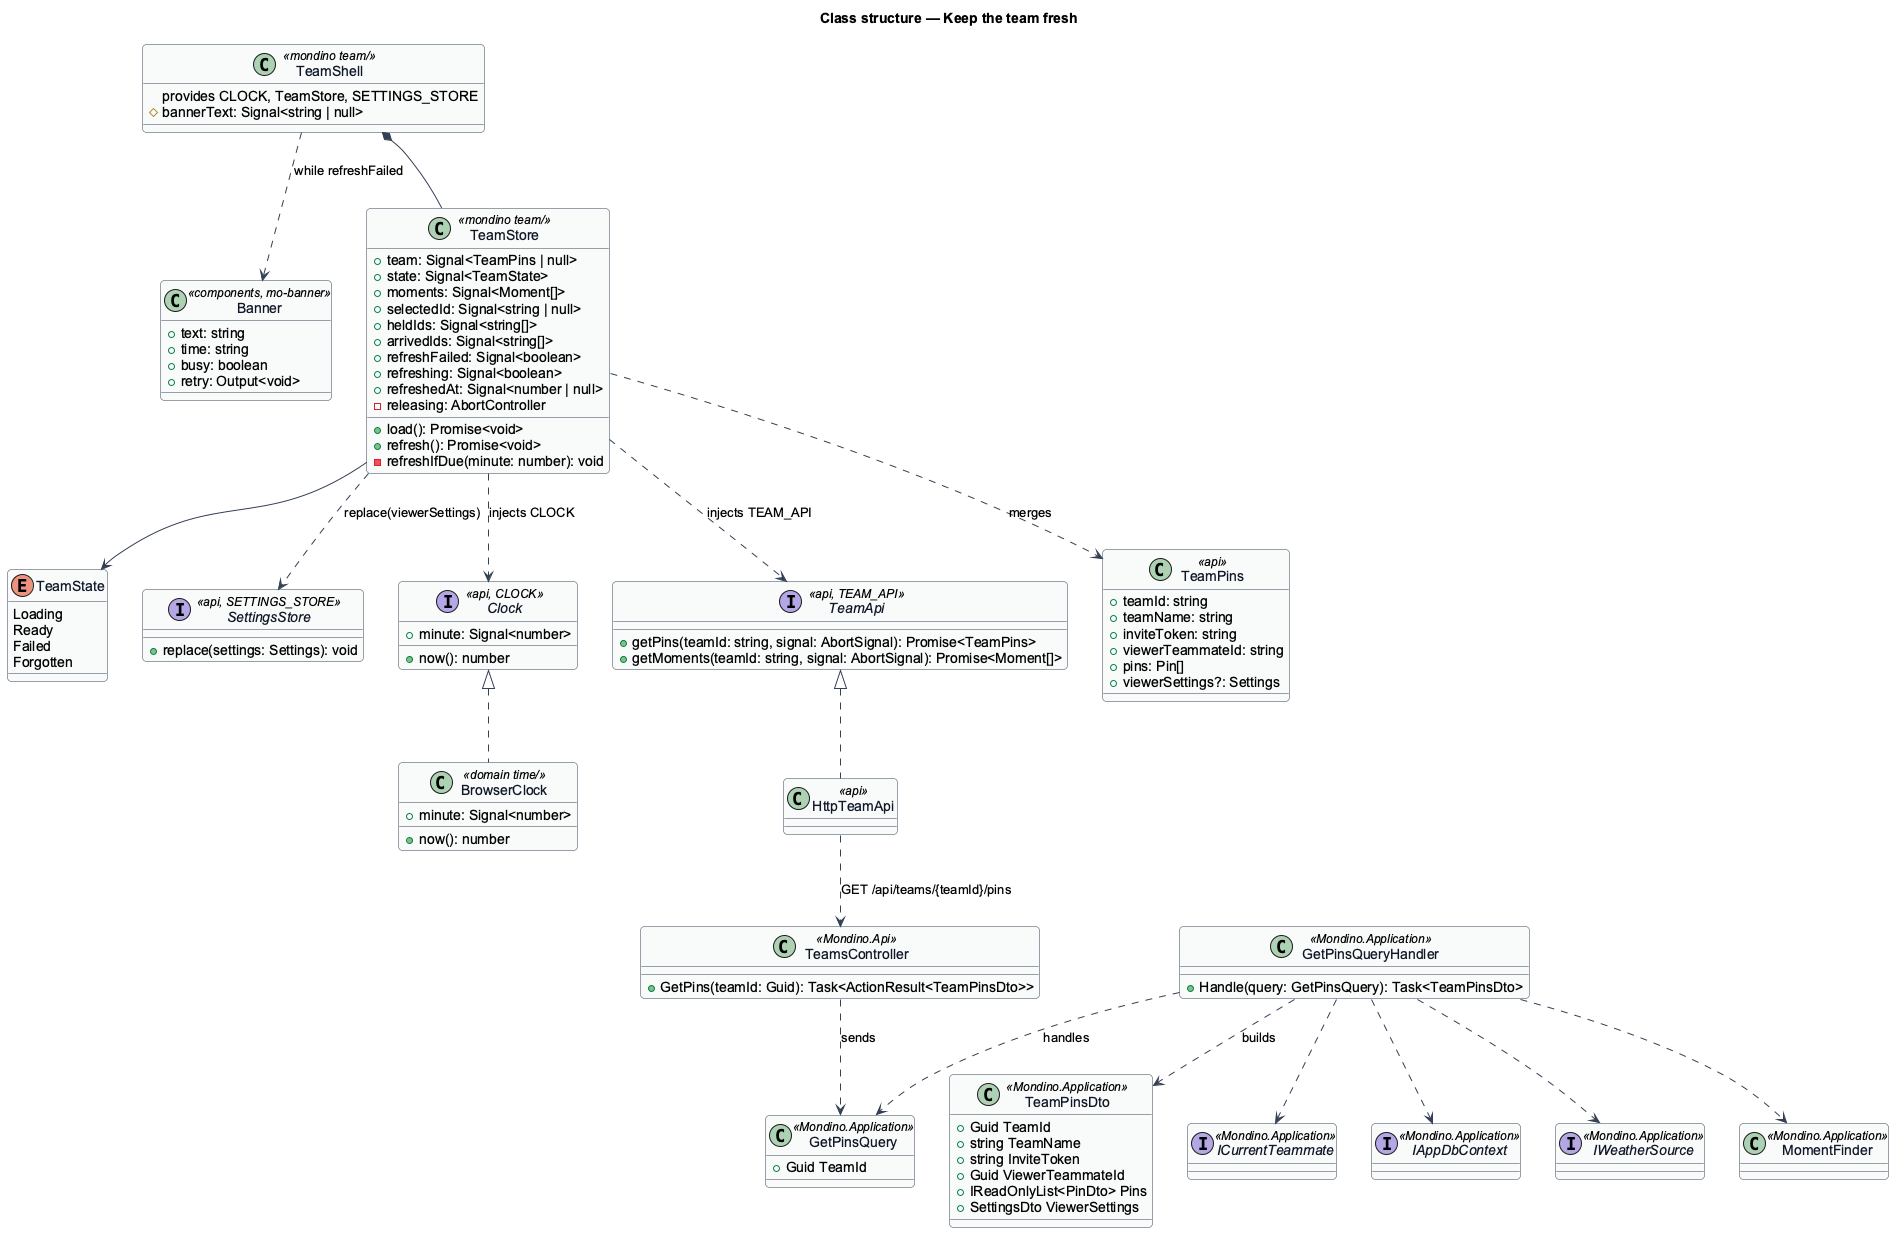 Class structure — Keep the team fresh
«mondino team/»
C TeamShell
provides CLOCK, TeamStore, SETTINGS_STORE
bannerText: Signal<string | null>
while refreshFailed
«mondino team/»
C TeamStore
team: Signal<TeamPins | null>
state: Signal<TeamState>
moments: Signal<Moment[]>
selectedId: Signal<string | null>
heldIds: Signal<string[]>
arrivedIds: Signal<string[]>
refreshFailed: Signal<boolean>
refreshing: Signal<boolean>
refreshedAt: Signal<number | null>
releasing: AbortController
load(): Promise<void>
refresh(): Promise<void>
refreshIfDue(minute: number): void
«components, mo-banner»
C Banner
text: string
time: string
busy: boolean
retry: Output<void>
replace(viewerSettings)
injects CLOCK
injects TEAM_API
merges
E TeamState
Loading
Ready
Failed
Forgotten
«api, SETTINGS_STORE»
I SettingsStore
replace(settings: Settings): void
«api, CLOCK»
I Clock
minute: Signal<number>
now(): number
«api, TEAM_API»
I TeamApi
getPins(teamId: string, signal: AbortSignal): Promise<TeamPins>
getMoments(teamId: string, signal: AbortSignal): Promise<Moment[]>
«api»
C TeamPins
teamId: string
teamName: string
inviteToken: string
viewerTeammateId: string
pins: Pin[]
viewerSettings?: Settings
«domain time/»
C BrowserClock
minute: Signal<number>
now(): number
«api»
C HttpTeamApi
GET /api/teams/{teamId}/pins
«Mondino.Api»
C TeamsController
GetPins(teamId: Guid): Task<ActionResult<TeamPinsDto>>
«Mondino.Application»
C GetPinsQueryHandler
Handle(query: GetPinsQuery): Task<TeamPinsDto>
sends
handles
builds
«Mondino.Application»
C GetPinsQuery
Guid TeamId
«Mondino.Application»
C TeamPinsDto
Guid TeamId
string TeamName
string InviteToken
Guid ViewerTeammateId
IReadOnlyList<PinDto> Pins
SettingsDto ViewerSettings
«Mondino.Application»
I ICurrentTeammate
«Mondino.Application»
I IAppDbContext
«Mondino.Application»
I IWeatherSource
«Mondino.Application»
C MomentFinder